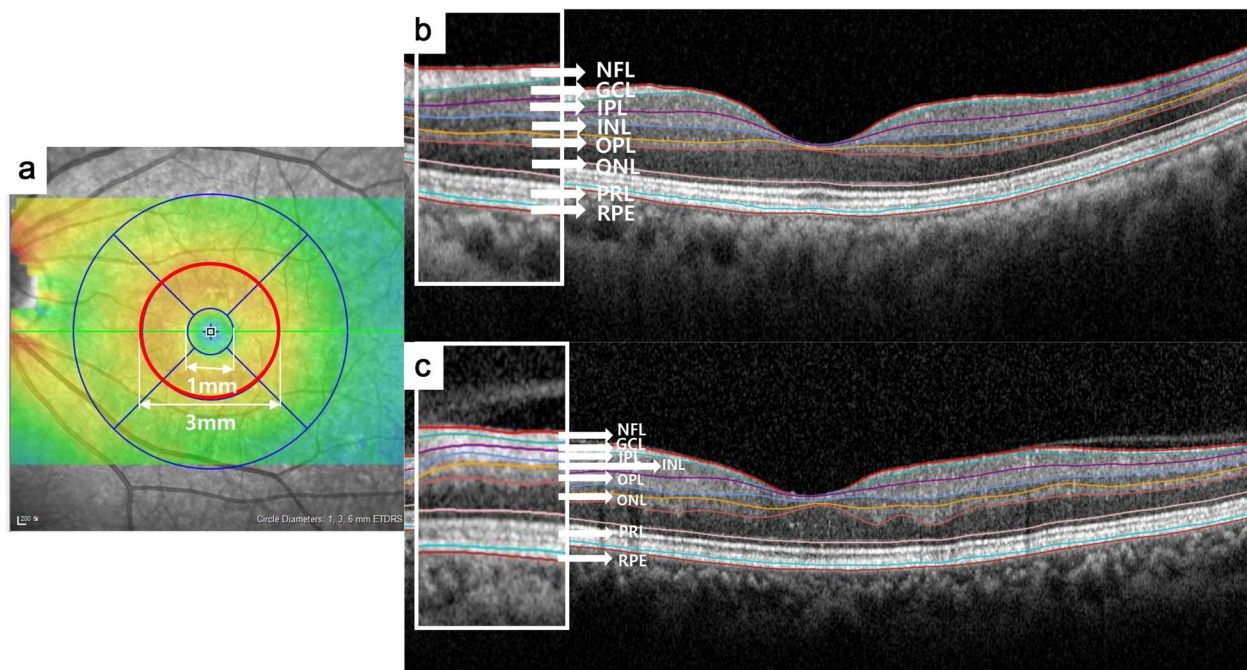 a
1mm
3mm
200 µm
Circle Diameters: 1, 3, 6 mm ETDRS
b
NFL
GCL
IPL
INL
OPL
ONL
PRL
RPE
c
NFL
GCL
IPL
INL
OPL
ONL
PRL
RPE